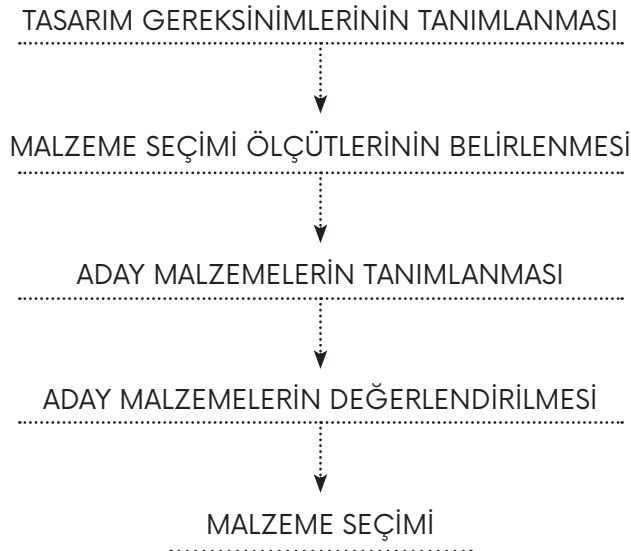 TASARIM GEREKSİNİMLERİNİN TANIMLANMASI
MALZEME SEÇİMİ ÖLÇÜTLERİNİN BELİRLENMESİ
ADAY MALZEMELERİN TANIMLANMASI
ADAY MALZEMELERİN DEĞERLENDİRİLMESİ
MALZEME SEÇİMİ